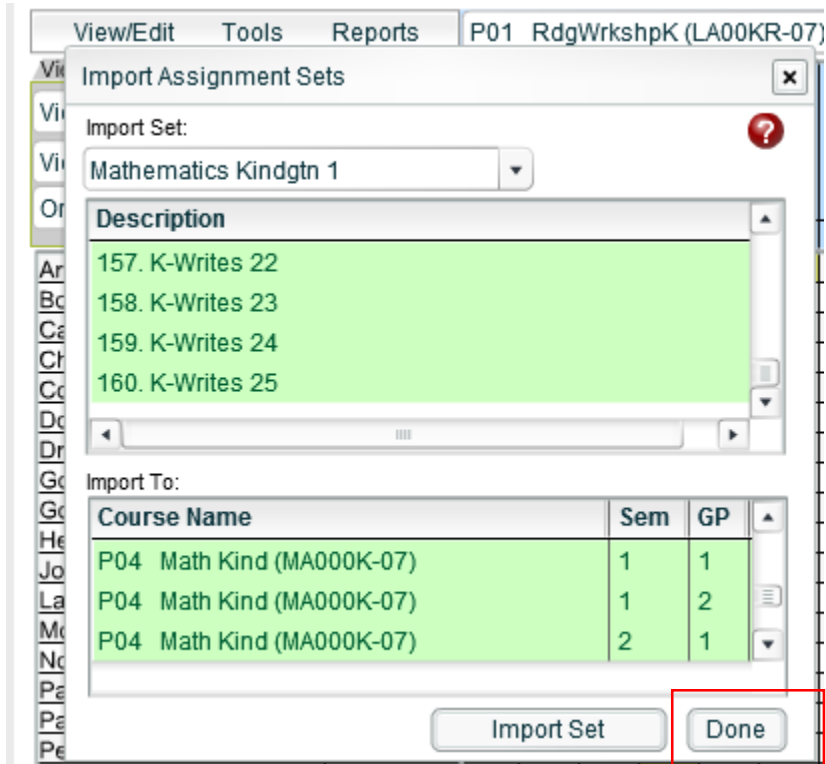 View/Edit Tools Reports P01 RdgWrkshpK (LA00KR-07)
Import Assignment Sets
Import Set:
Mathematics Kindgtn 1
Description
157. K-Writes 22
158. K-Writes 23
159. K-Writes 24
160. K-Writes 25
Import To:
Course Name Sem GP
P04 Math Kind (MA000K-07) 1 1
P04 Math Kind (MA000K-07) 1 2
P04 Math Kind (MA000K-07) 2 1
Import Set Done